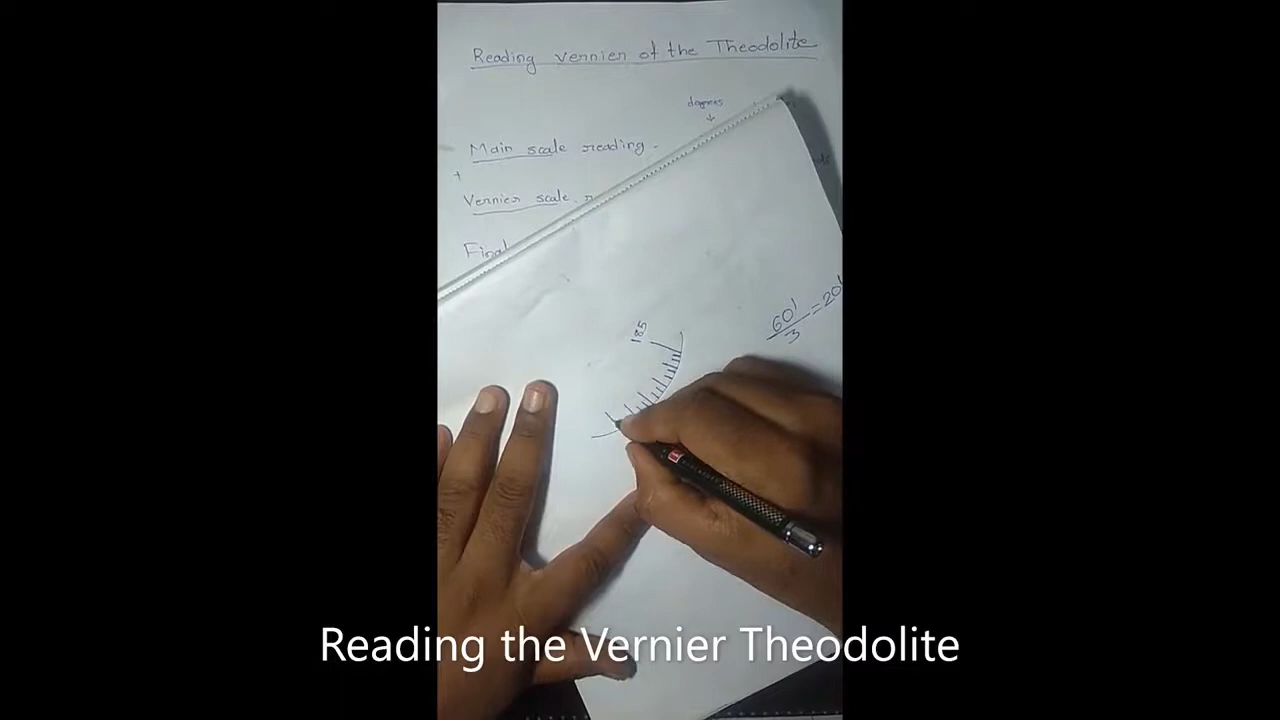 Reading vernier of the Theodolite
degrees
↓
Main scale reading -
+
Vernier scale
Final
185
60'/3 = 20'
Reading the Vernier Theodolite